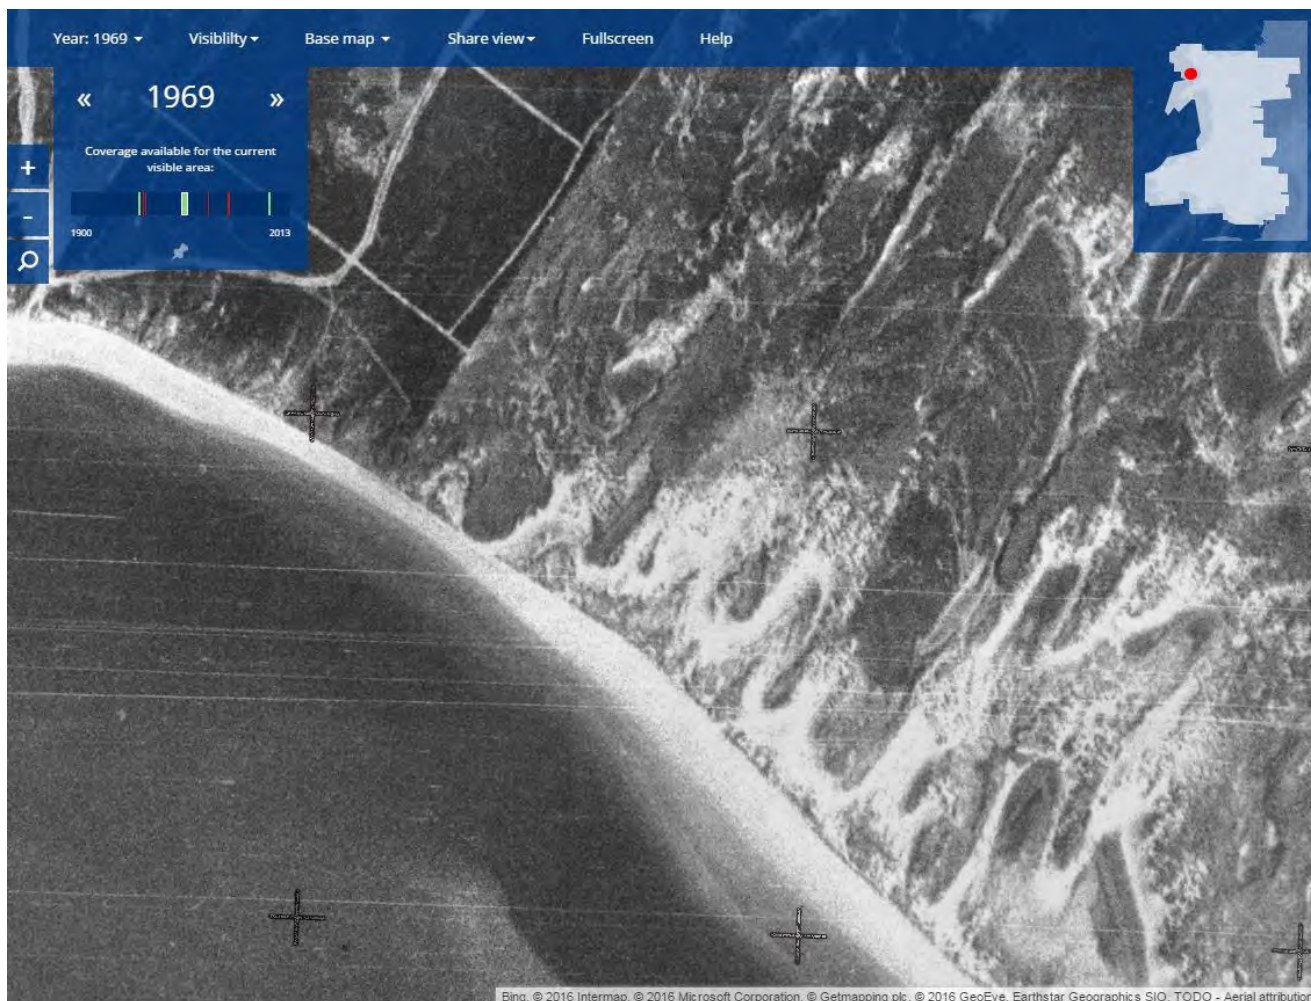 Year: 1969 Visiblilty Base map Share view Fullscreen Help
« 1969 »
Coverage available for the current
visible area:
1900 2013
+
-
Bing, © 2016 Intermap, © 2016 Microsoft Corporation, © Getmapping plc, © 2016 GeoEye, Earthstar Geographics SIO, TODO - Aerial attribution